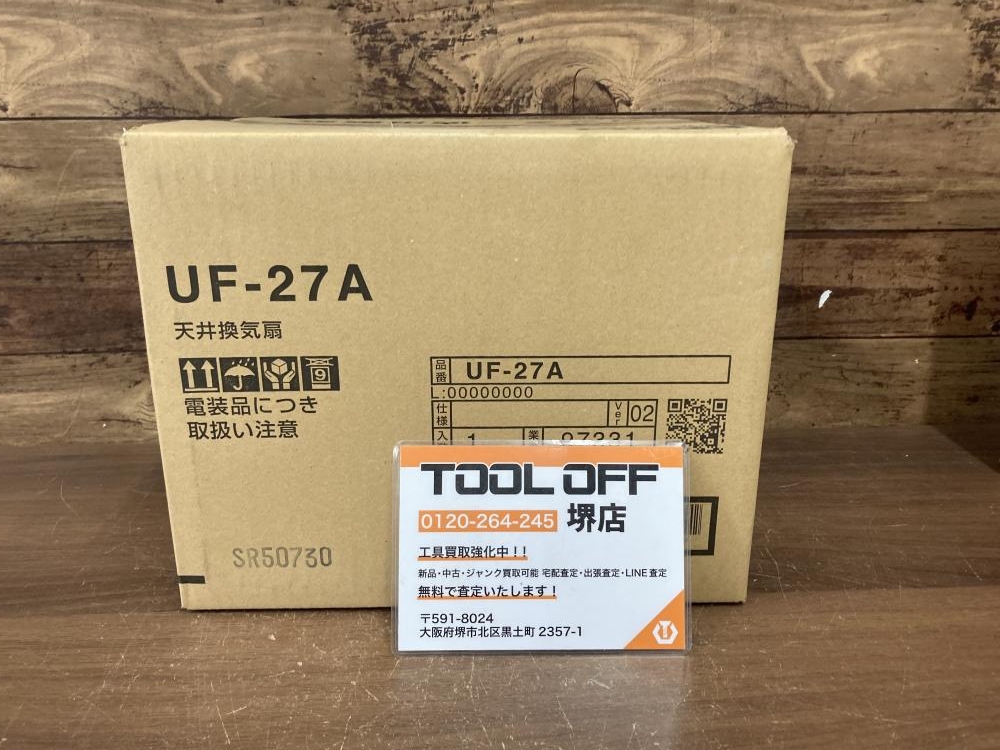 UF-27A
天井換気扇
9
電装品につき
取扱い注意
品番 UF-27A
L:00000000
仕様 Ver 02
1
SR50730
TOOL OFF
0120-264-245 堺店
工具買取強化中！！
新品・中古・ジャンク買取可能 宅配査定・出張査定・LINE査定
無料で査定いたします！
〒591-8024
大阪府堺市北区黒土町 2357-1